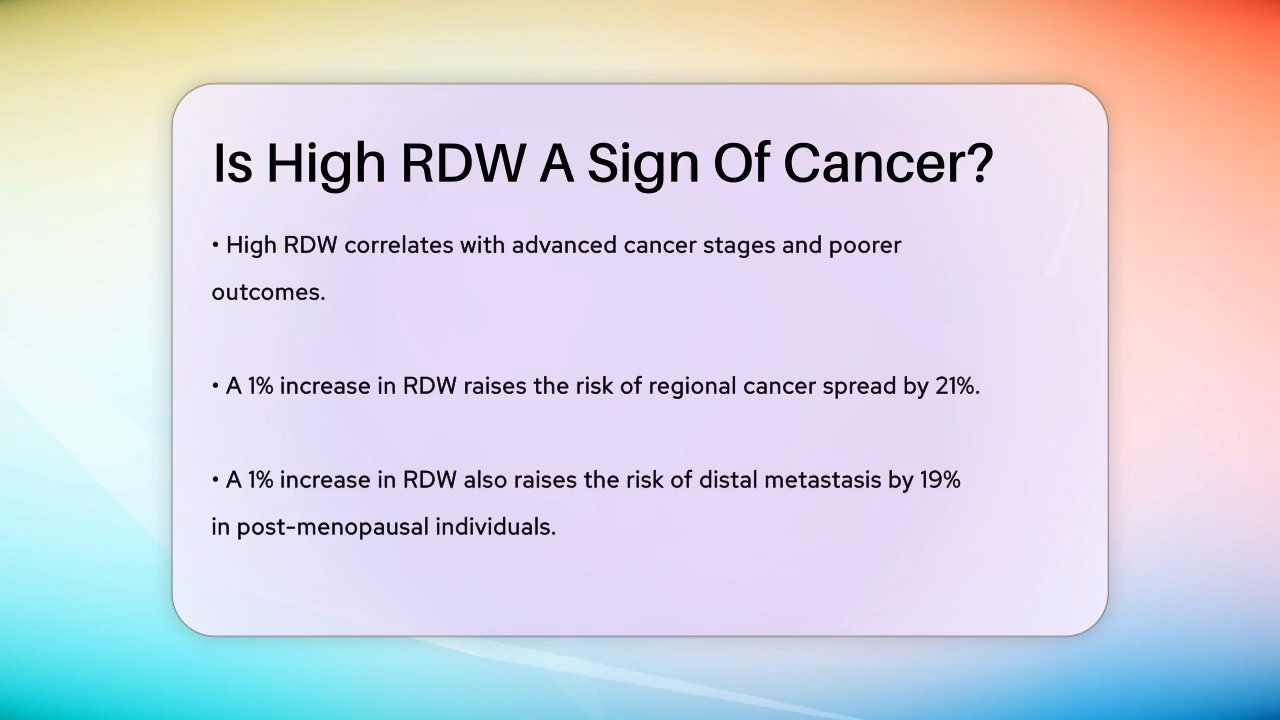 Is High RDW A Sign Of Cancer?
• High RDW correlates with advanced cancer stages and poorer
outcomes.
• A 1% increase in RDW raises the risk of regional cancer spread by 21%.
• A 1% increase in RDW also raises the risk of distal metastasis by 19%
in post-menopausal individuals.